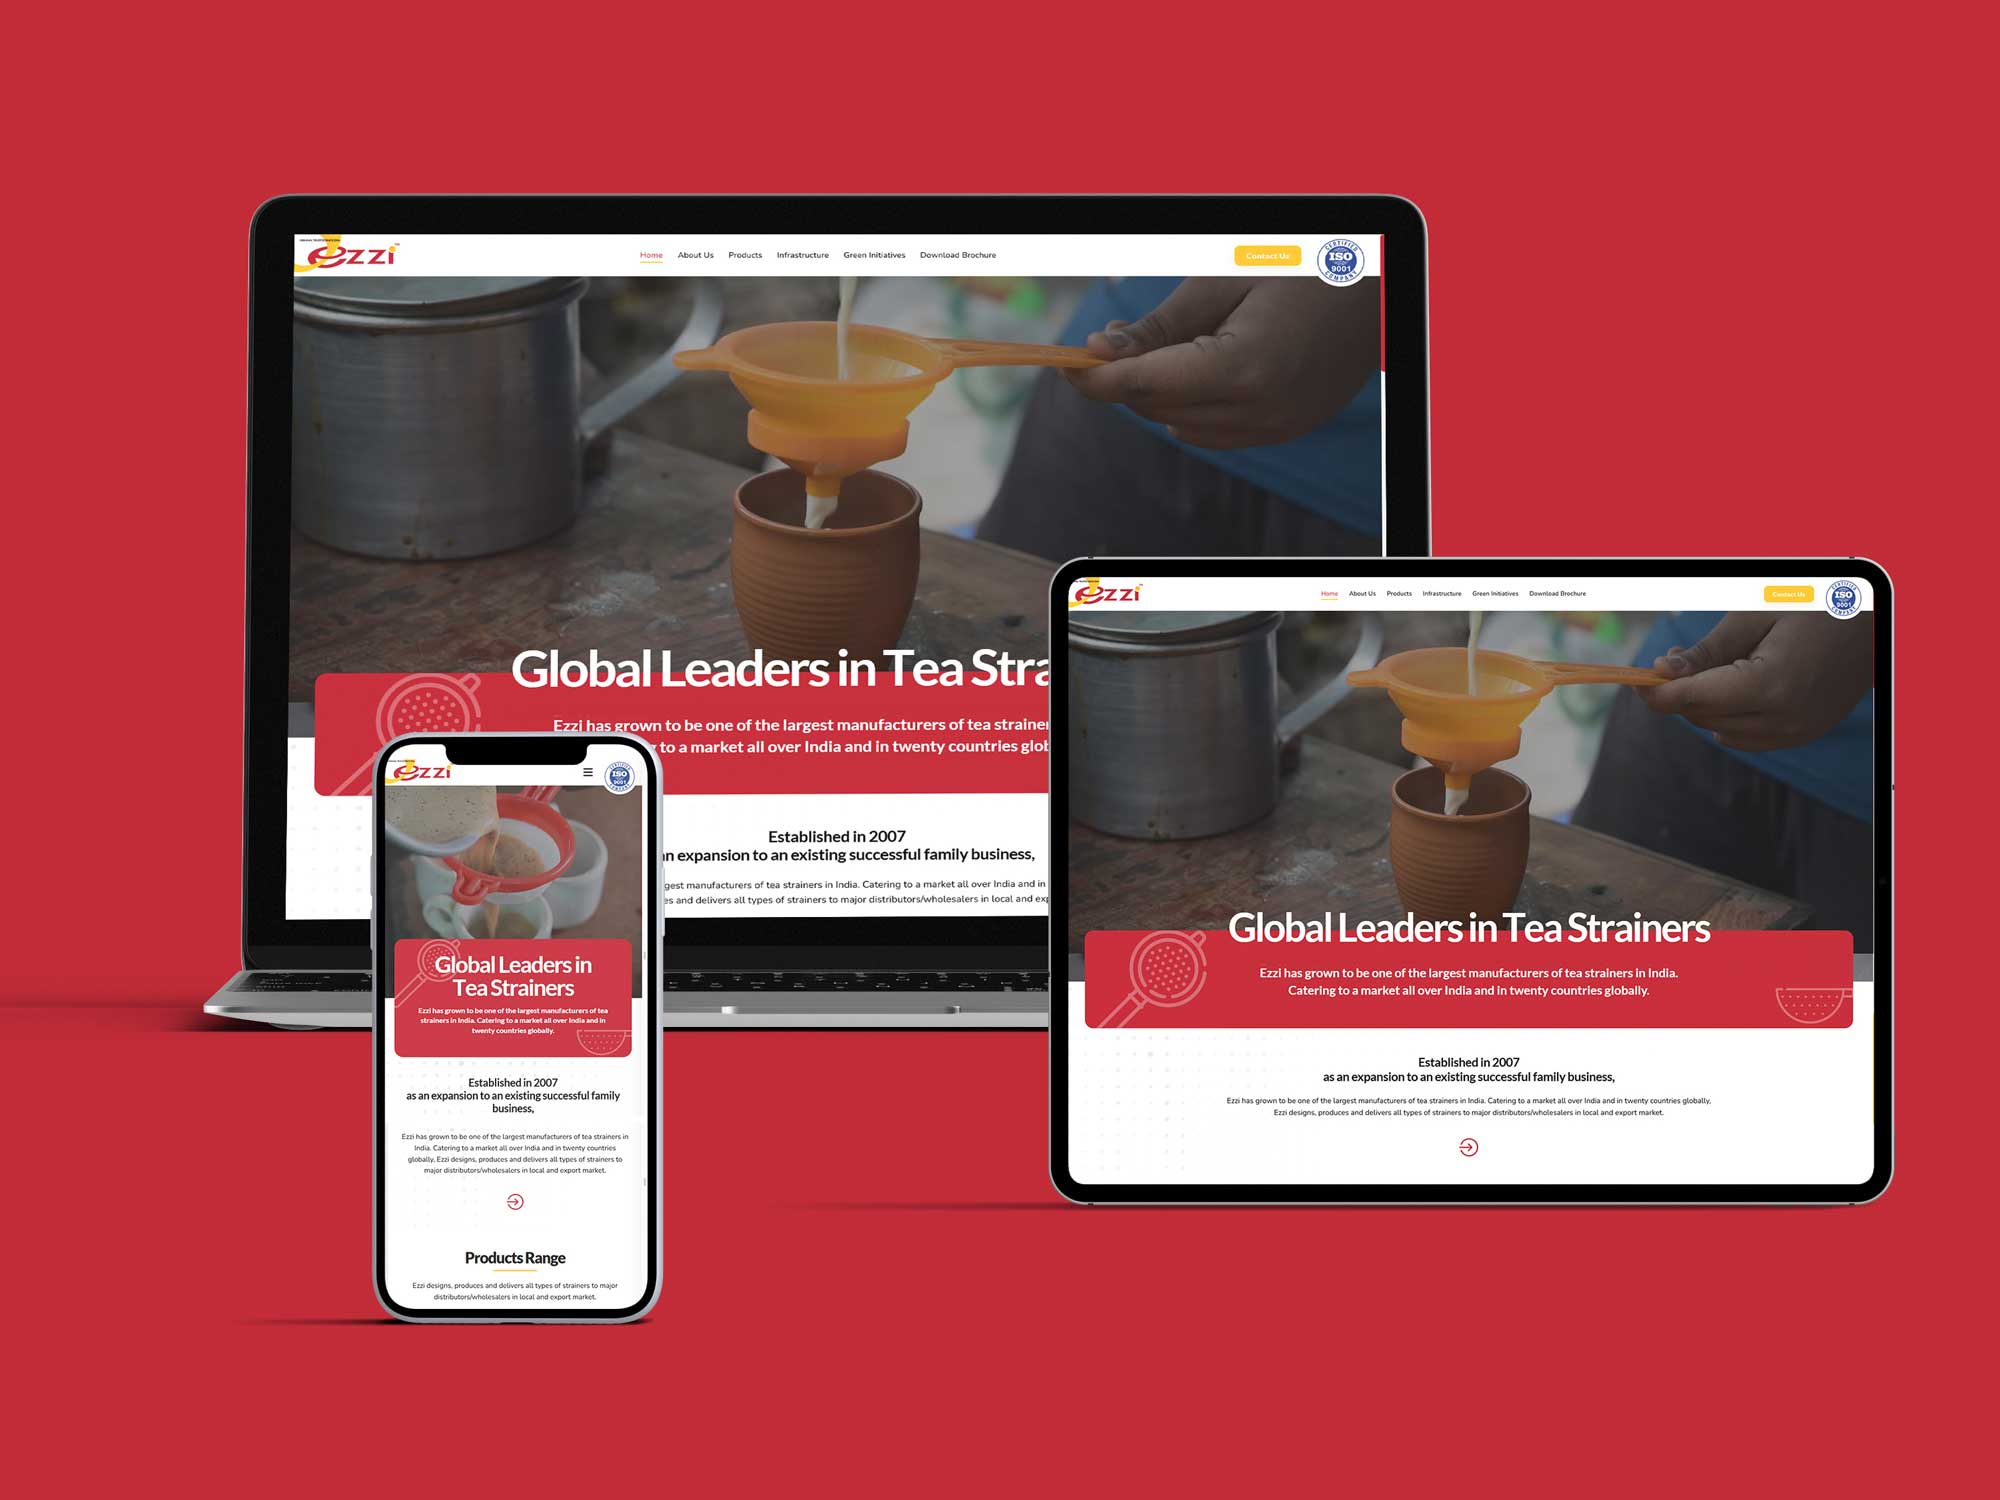 ezzi
Home About Us Products Infrastructure Green Initiatives Download Brochure
Contact Us
CERTIFIED
ISO
9001
COMPANY
Global Leaders in Tea Stra
Ezzi has grown to be one of the largest manufacturers of tea strainer
to a market all over India and in twenty countries glob
Established in 2007
n expansion to an existing successful family business,
gest manufacturers of tea strainers in India. Catering to a market all over India and in
es and delivers all types of strainers to major distributors/wholesalers in local and exp
ezzi
CERTIFIED
ISO
9001
COMPANY
Global Leaders in
Tea Strainers
Ezzi has grown to be one of the largest manufacturers of tea
strainers in India. Catering to a market all over India and in
twenty countries globally.
Established in 2007
as an expansion to an existing successful family
business,
Ezzi has grown to be one of the largest manufacturers of tea strainers in
India. Catering to a market all over India and in twenty countries
globally, Ezzi designs, produces and delivers all types of strainers to
major distributors/wholesalers in local and export market.
Products Range
Ezzi designs, produces and delivers all types of strainers to major
distributors/wholesalers in local and export market.
ezzi
Home About Us Products Infrastructure Green Initiatives Download Brochure
Contact Us
CERTIFIED
ISO
9001
COMPANY
Global Leaders in Tea Strainers
Ezzi has grown to be one of the largest manufacturers of tea strainers in India.
Catering to a market all over India and in twenty countries globally.
Established in 2007
as an expansion to an existing successful family business,
Ezzi has grown to be one of the largest manufacturers of tea strainers in India. Catering to a market all over India and in twenty countries globally,
Ezzi designs, produces and delivers all types of strainers to major distributors/wholesalers in local and export market.